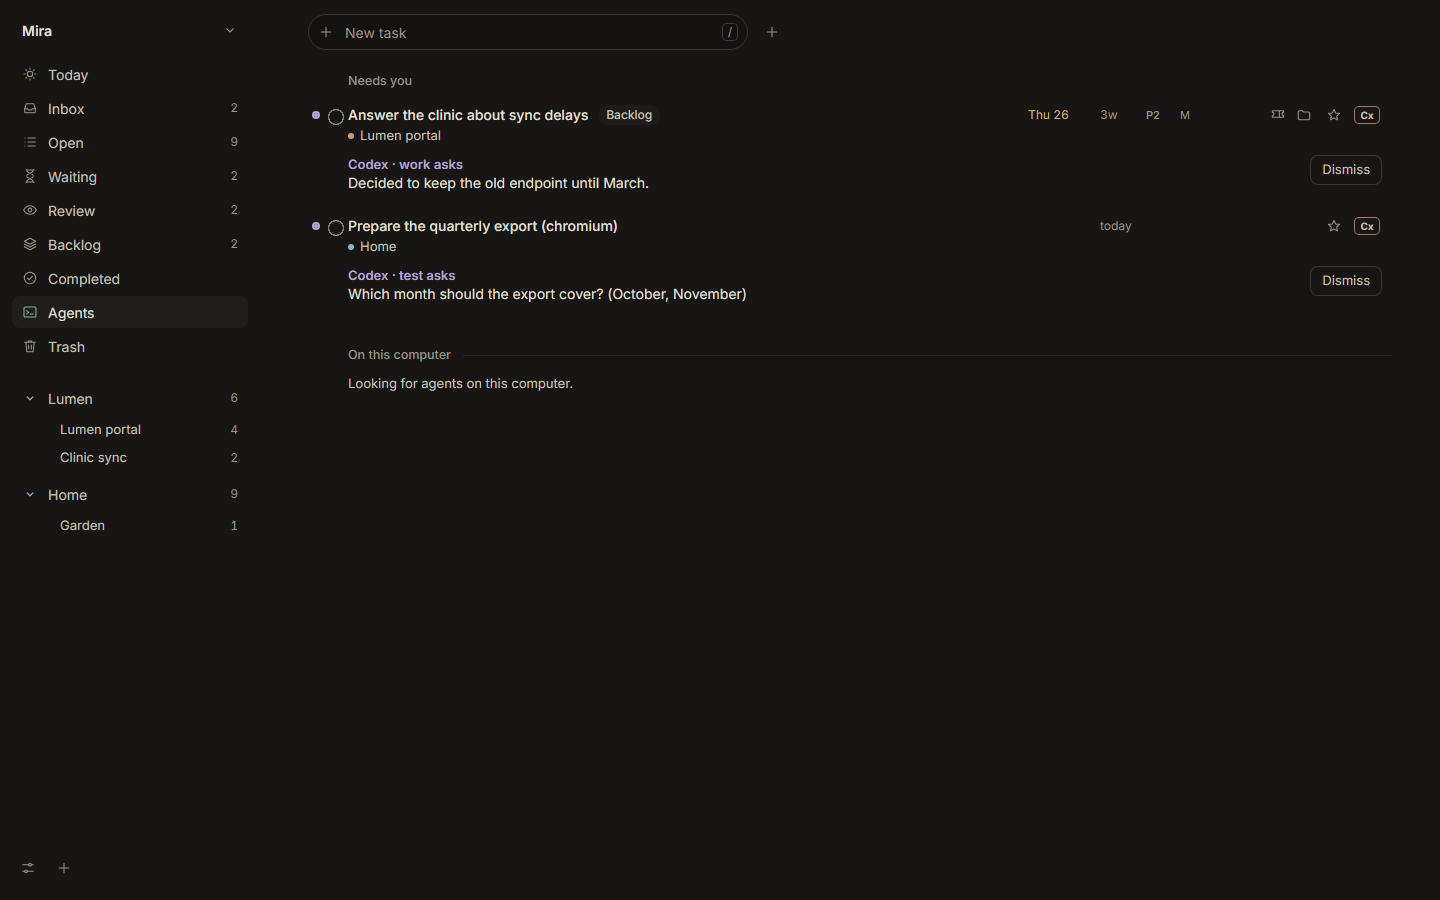 Mira
Today
Inbox 2
Open 9
Waiting 2
Review 2
Backlog 2
Completed
Agents
Trash
Lumen 6
Lumen portal 4
Clinic sync 2
Home 9
Garden 1
New task /
Needs you
Answer the clinic about sync delays Backlog Thu 26 3w P2 M Cx
Lumen portal
Codex · work asks
Decided to keep the old endpoint until March. Dismiss
Prepare the quarterly export (chromium) today Cx
Home
Codex · test asks
Which month should the export cover? (October, November) Dismiss
On this computer
Looking for agents on this computer.